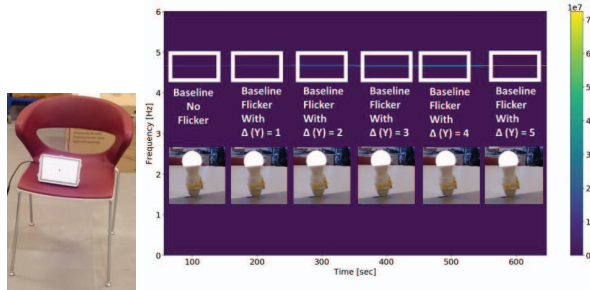 1e7
6
5
4
3
2
1
0
Frequency [Hz]
Baseline
No
Flicker
Baseline
Flicker
With
Δ (Y) = 1
Baseline
Flicker
With
Δ (Y) = 2
Baseline
Flicker
With
Δ (Y) = 3
Baseline
Flicker
With
Δ (Y) = 4
Baseline
Flicker
With
Δ (Y) = 5
100
200
300
400
500
600
Time [sec]
7
6
5
4
3
2
1
0